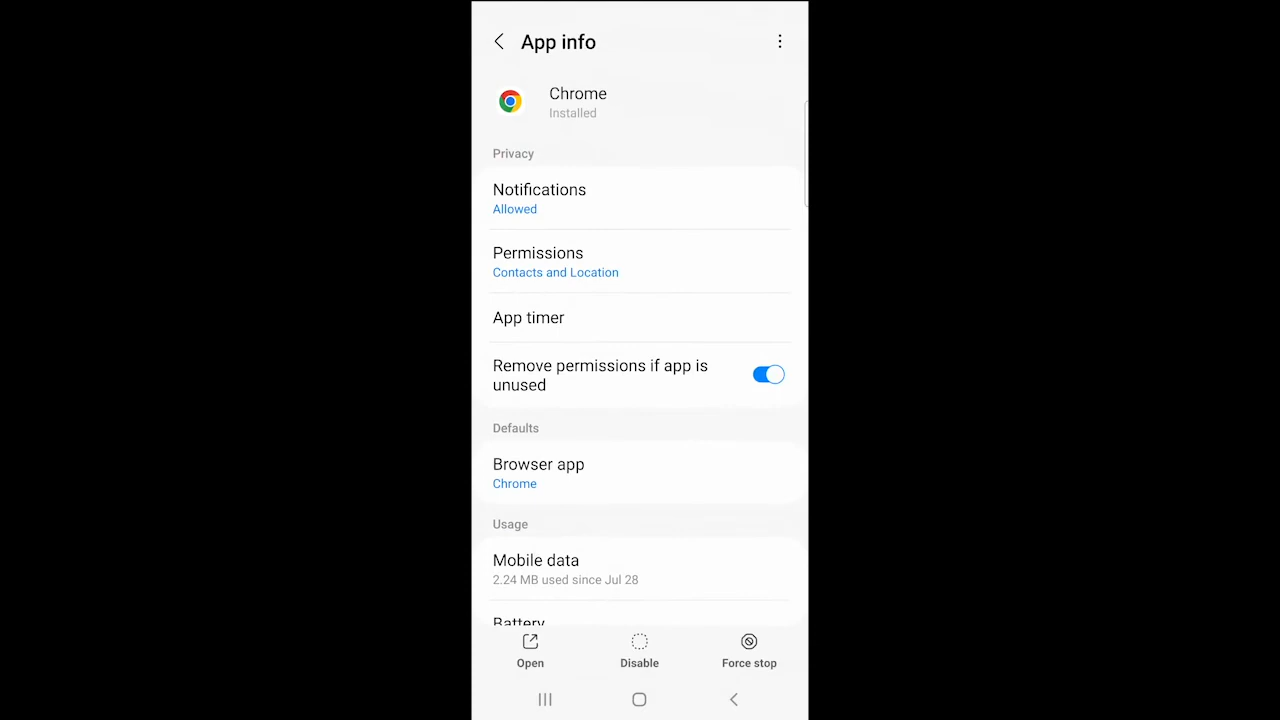 App info
Chrome
Installed
Privacy
Notifications
Allowed
Permissions
Contacts and Location
App timer
Remove permissions if app is
unused
Defaults
Browser app
Chrome
Usage
Mobile data
2.24 MB used since Jul 28
Battery
Open
Disable
Force stop